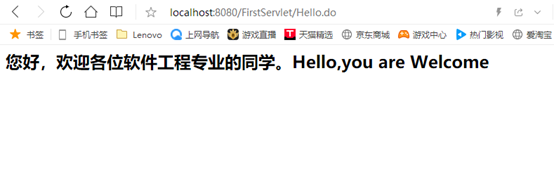 localhost:8080/FirstServlet/Hello.do
书签 手机书签 Lenovo 上网导航 游戏直播 天猫精选 京东商城 游戏中心 热门影视 爱淘宝
您好，欢迎各位软件工程专业的同学。Hello,you are Welcome